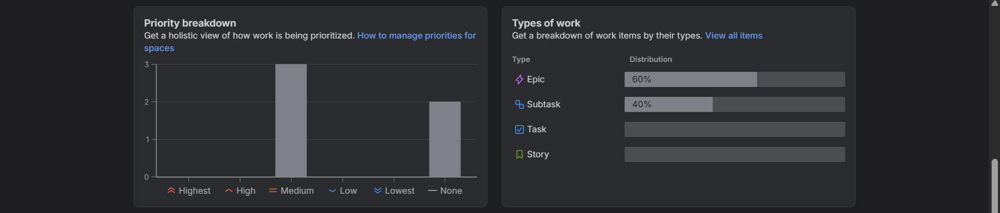 Priority breakdown
Get a holistic view of how work is being prioritized. How to manage priorities for
spaces
3
2
1
0
Highest
High
Medium
Low
Lowest
None
Types of work
Get a breakdown of work items by their types. View all items
Type Distribution
Epic 60%
Subtask 40%
Task
Story